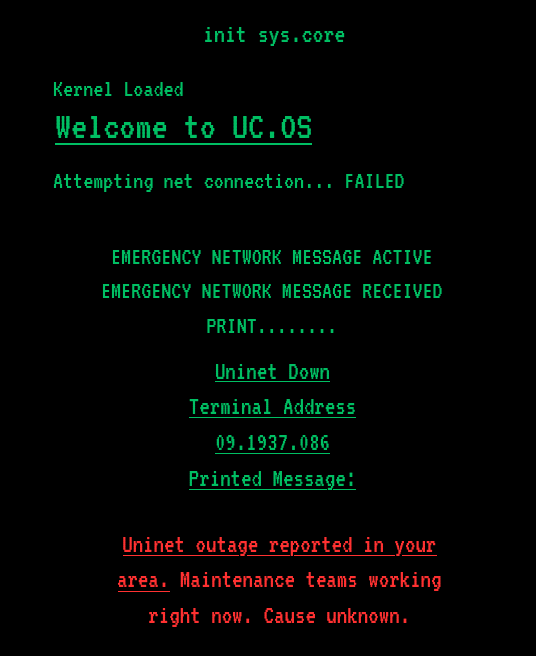 init sys.core
Kernel Loaded
Welcome to UC.OS
Attempting net connection... FAILED
EMERGENCY NETWORK MESSAGE ACTIVE
EMERGENCY NETWORK MESSAGE RECEIVED
PRINT........
Uninet Down
Terminal Address
09.1937.086
Printed Message:
Uninet outage reported in your
area. Maintenance teams working
right now. Cause unknown.